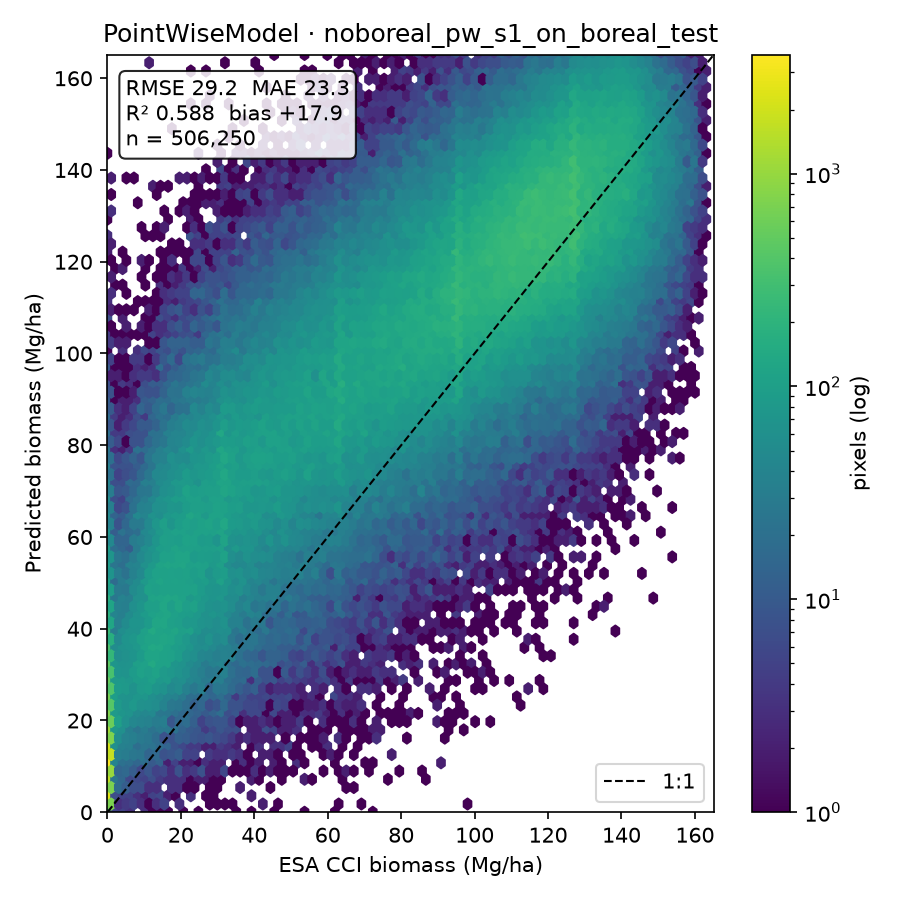 PointWiseModel · noboreal_pw_s1_on_boreal_test
RMSE 29.2  MAE 23.3
R² 0.588  bias +17.9
n = 506,250
Predicted biomass (Mg/ha)
160
140
120
100
80
60
40
20
0
0 20 40 60 80 100 120 140 160
ESA CCI biomass (Mg/ha)
1:1
10³
10²
10¹
10⁰
pixels (log)